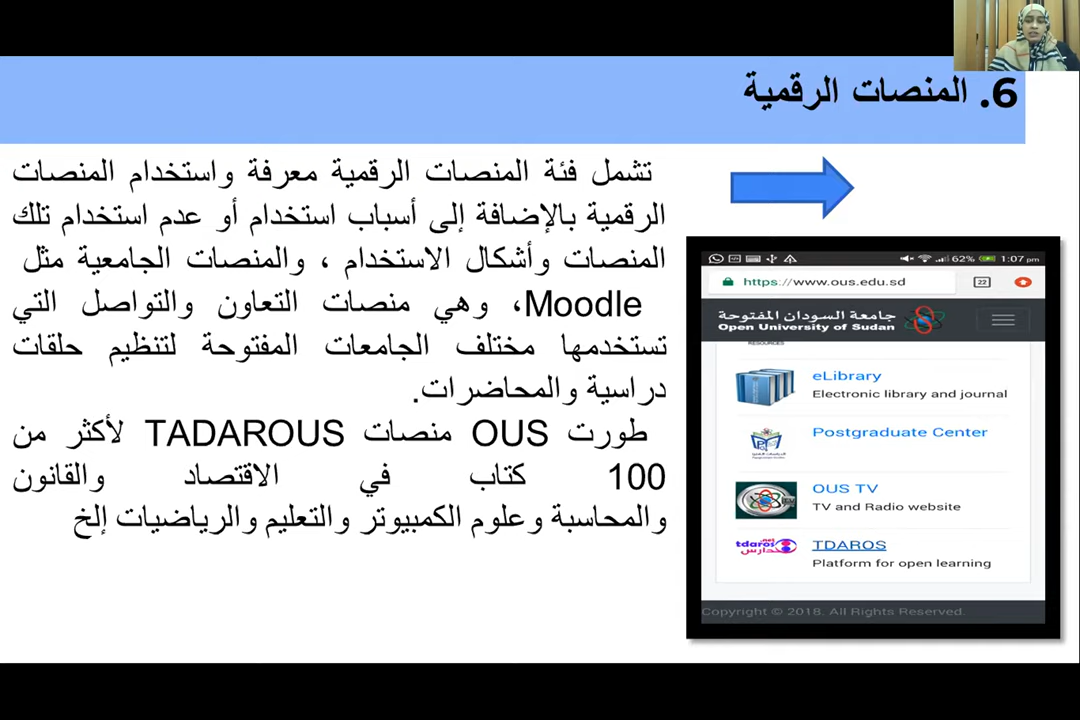 6. المنصات الرقمية
تشمل فئة المنصات الرقمية معرفة واستخدام المنصات
الرقمية بالإضافة إلى أسباب استخدام أو عدم استخدام تلك
المنصات وأشكال الاستخدام ، والمنصات الجامعية مثل
Moodle، وهي منصات التعاون والتواصل التي
تستخدمها مختلف الجامعات المفتوحة لتنظيم حلقات
دراسية والمحاضرات.
طورت OUS منصات TADAROUS لأكثر من
100 كتاب في الاقتصاد والقانون
والمحاسبة وعلوم الكمبيوتر والتعليم والرياضيات إلخ
62% 1:07 pm
https://www.ous.edu.sd 22
جامعة السودان المفتوحة
Open University of Sudan
RESOURCES
eLibrary
Electronic library and journal
Postgraduate Center
OUS TV
TV and Radio website
tdaros.net
تدارس
TDAROS
Platform for open learning
Copyright © 2018. All Rights Reserved.